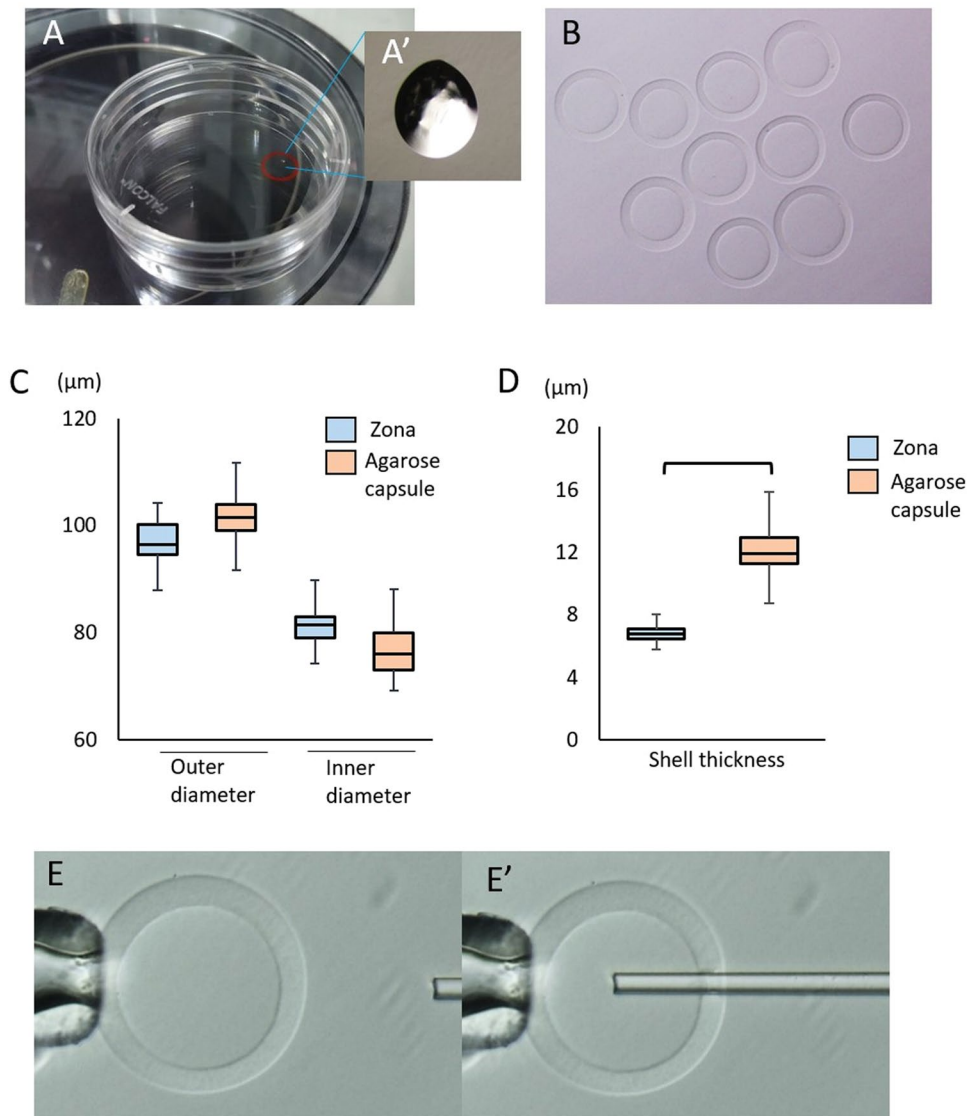 A
A'
FALCON
B
C
(μm)
120
100
80
60
Zona
Agarose
capsule
Outer
diameter
Inner
diameter
D
(μm)
20
16
12
8
4
0
Zona
Agarose
capsule
Shell thickness
E
E'